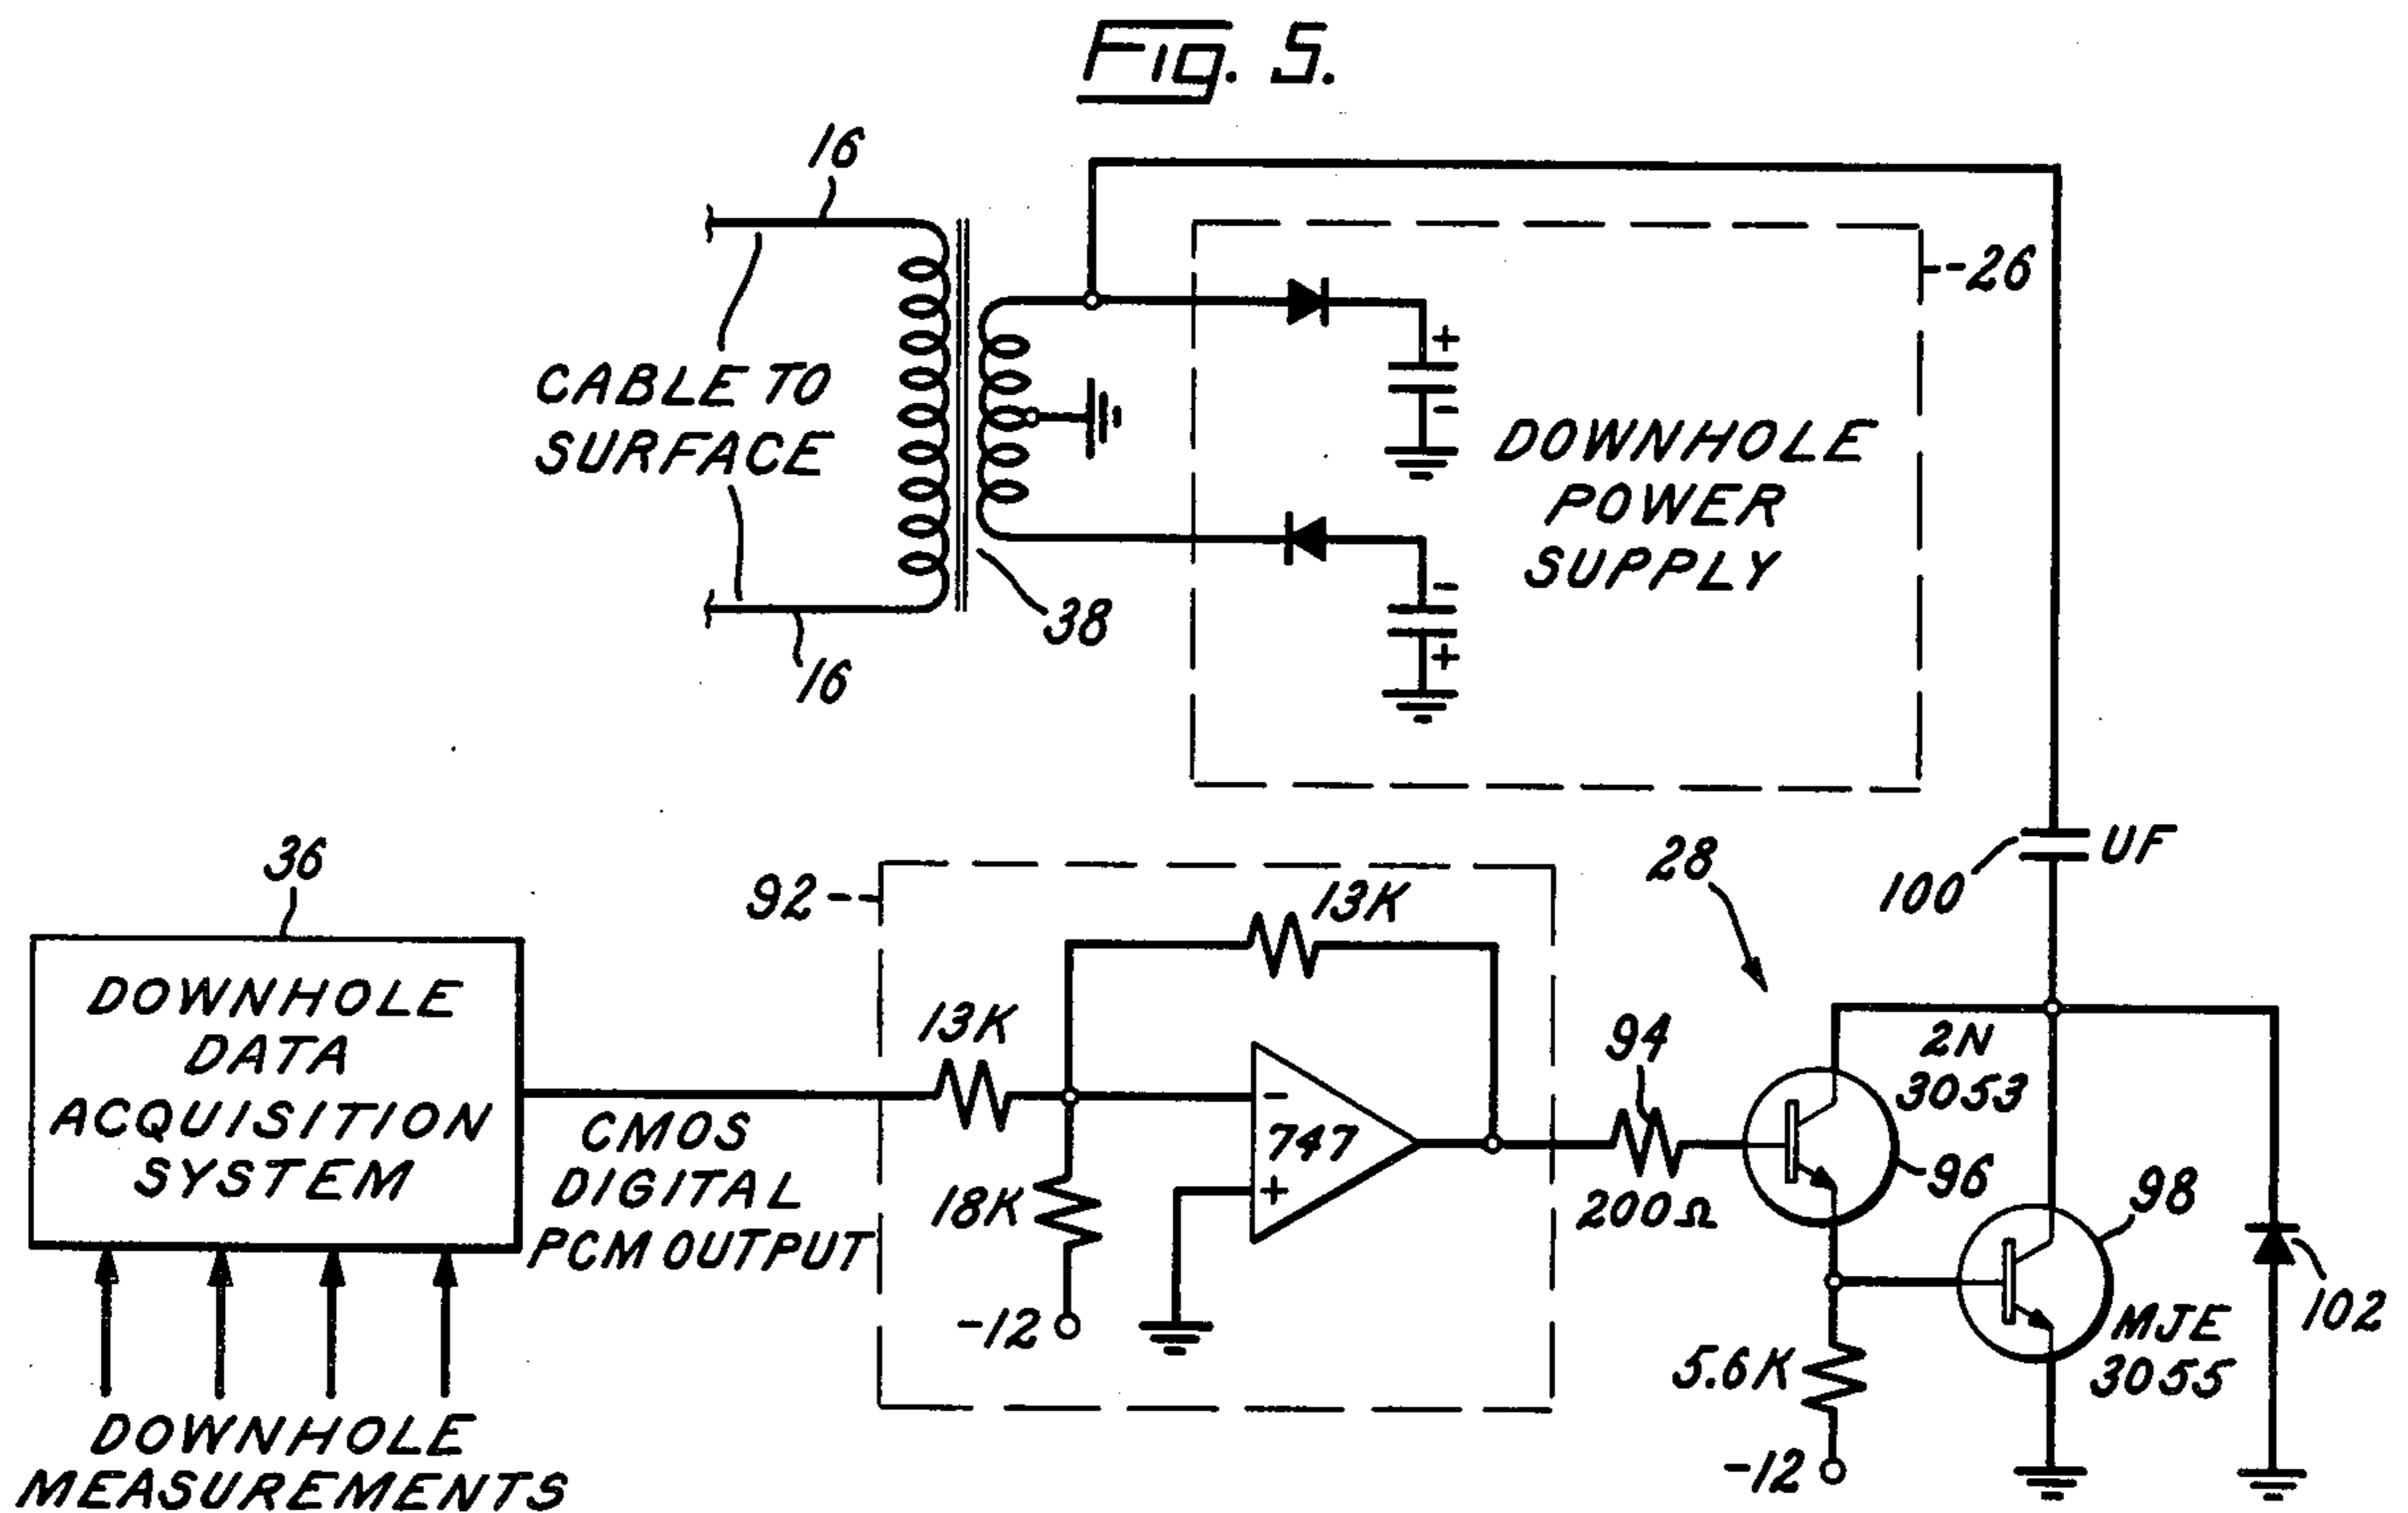 Fig. 5.
16
CABLE TO
SURFACE
16
38
-26
+
-
DOWNHOLE
POWER
SUPPLY
-
+
100
UF
28
36
DOWNHOLE
DATA
ACQUISITION
SYSTEM
CMOS
DIGITAL
PCM OUTPUT
DOWNHOLE
MEASUREMENTS
92
13K
13K
18K
-12
-
747
+
94
200Ω
2N
3053
96
98
MJE
3055
5.6K
-12
102